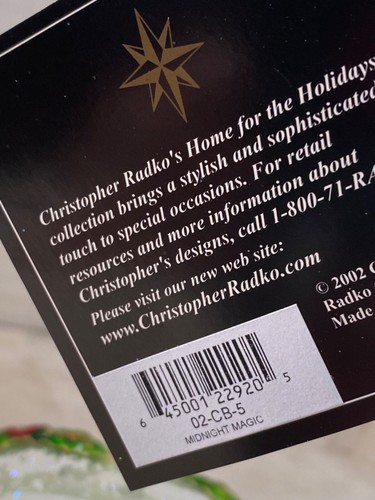 Christopher Radko's Home for the Holidays
collection brings a stylish and sophisticated
touch to special occasions. For retail
resources and more information about
Christopher's designs, call 1-800-71-RA
Please visit our new web site:
www.ChristopherRadko.com
© 2002 C
Radko
Made
6 45001 22920 5
02-CB-5
MIDNIGHT MAGIC